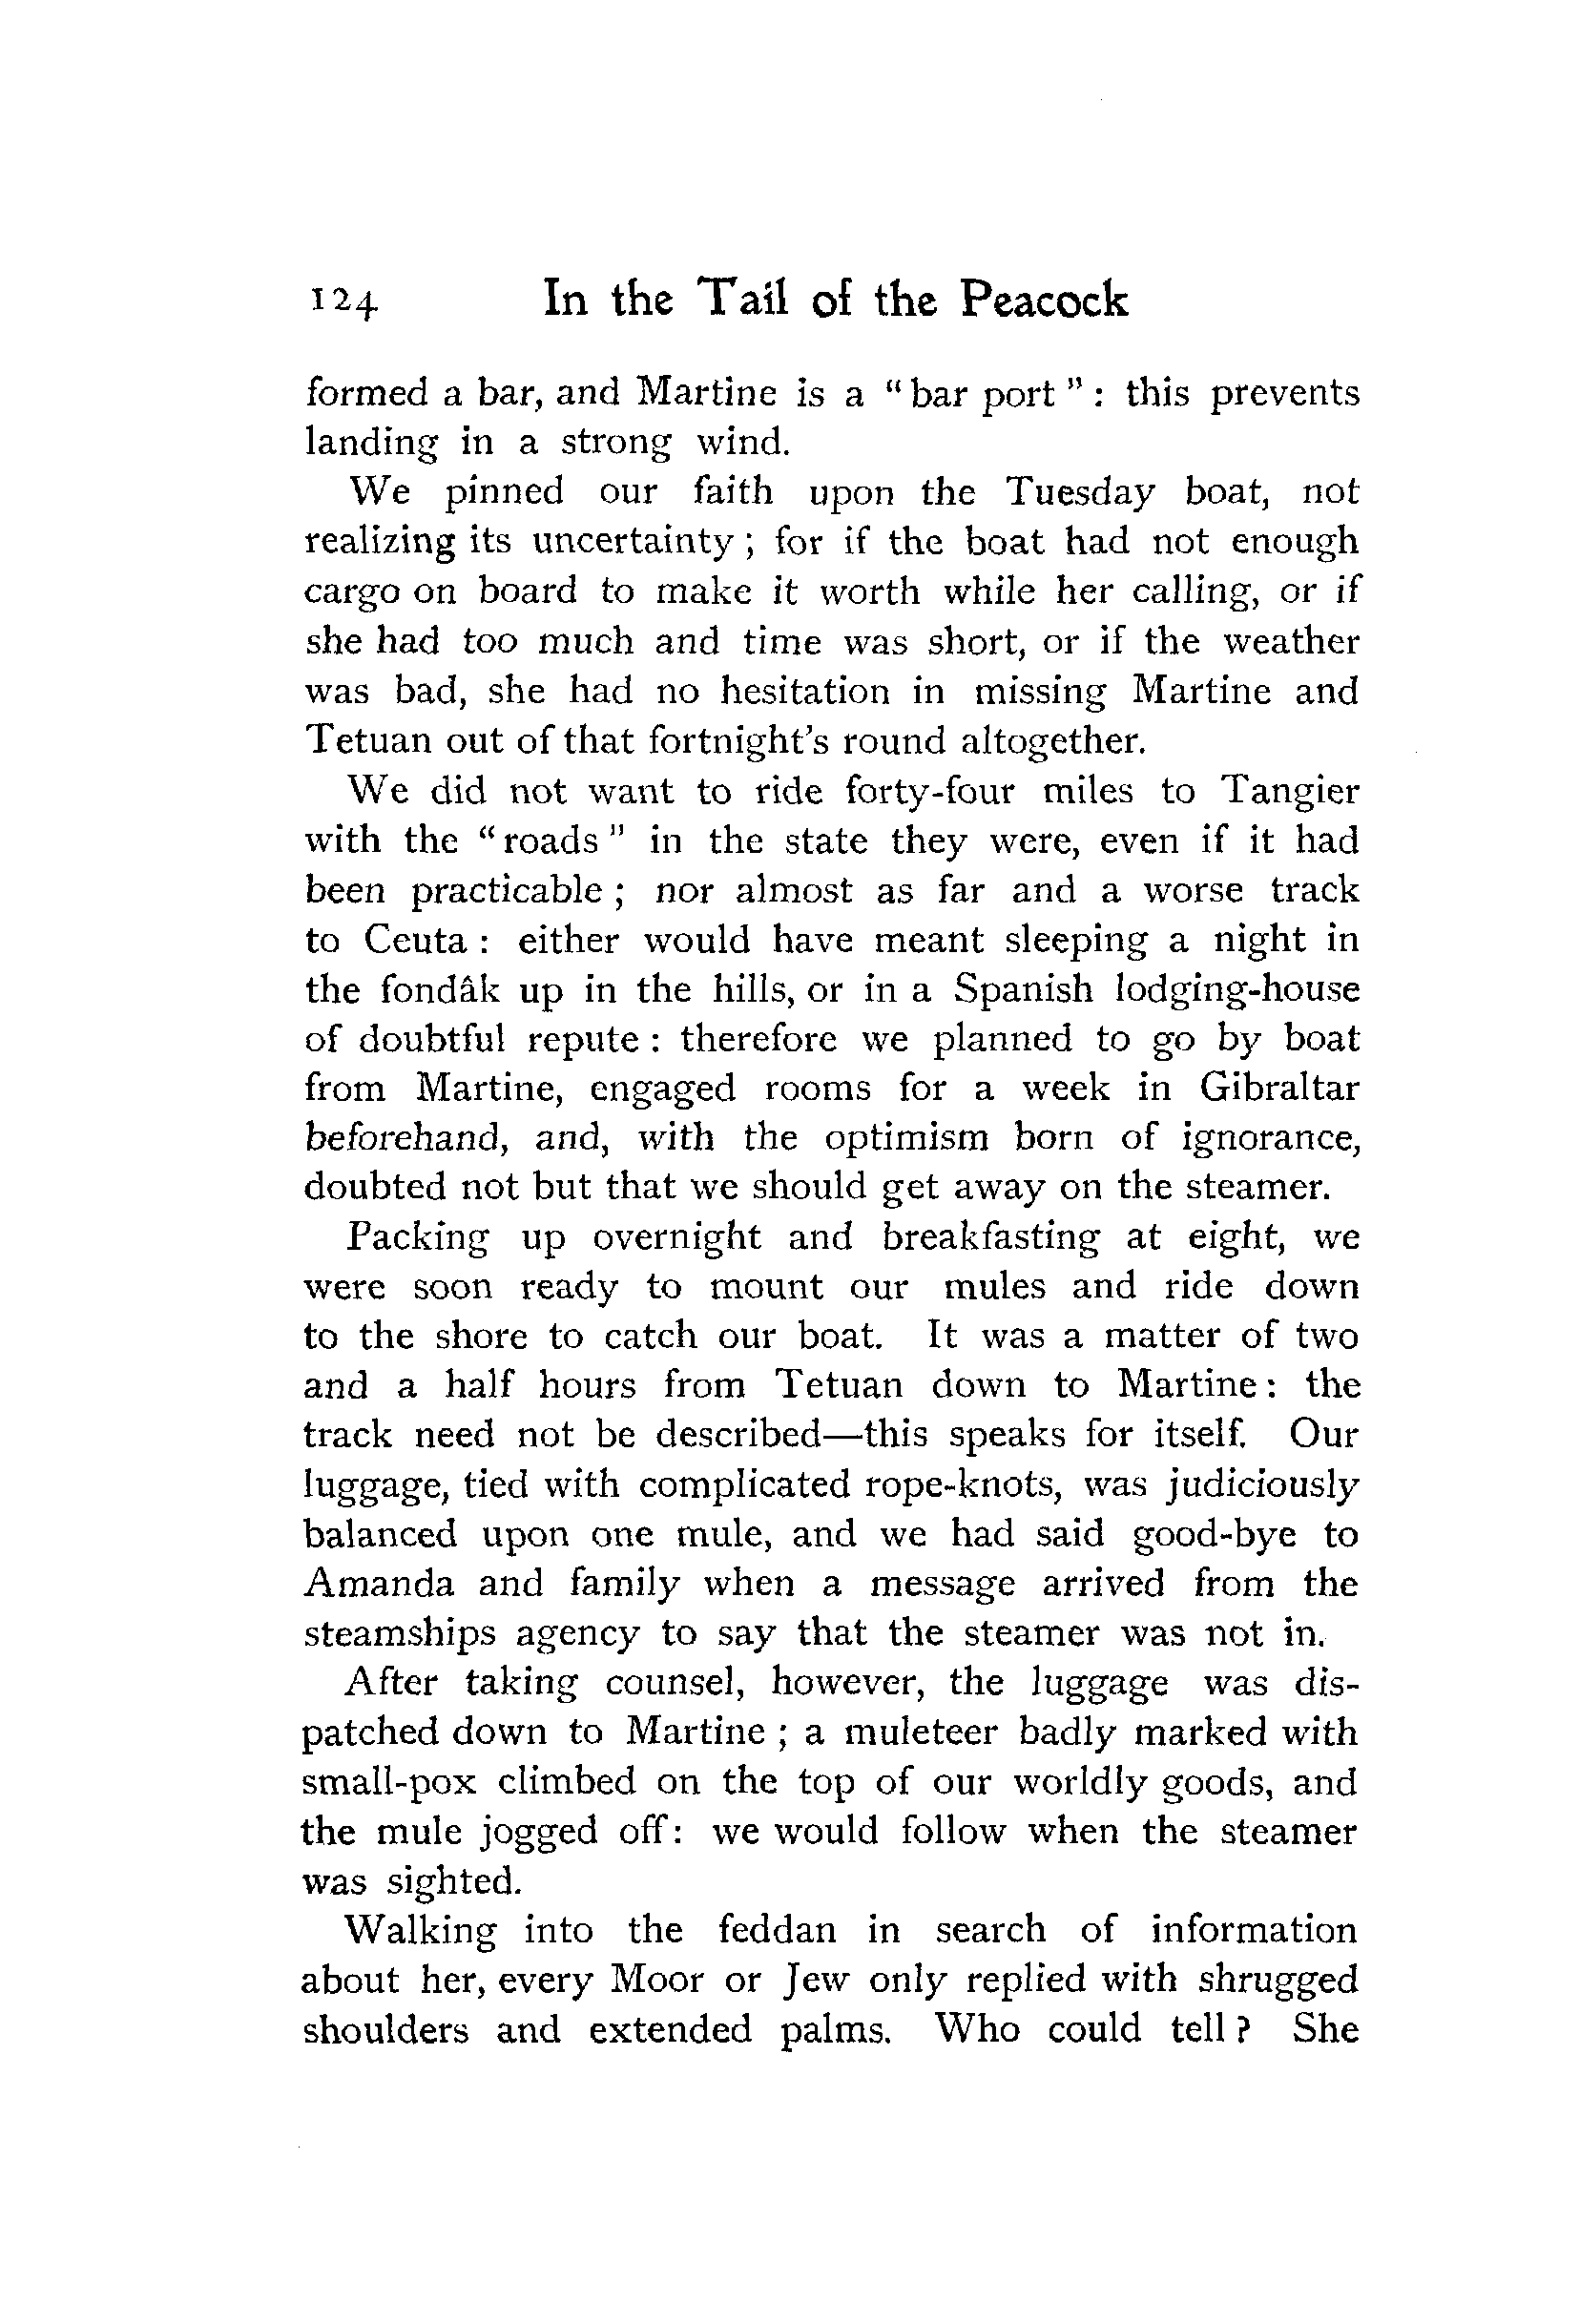 124 In the Tail of the Peacock
formed a bar, and Martine is a “bar port”: this prevents
landing in a strong wind.
We pinned our faith upon the Tuesday boat, not
realizing its uncertainty; for if the boat had not enough
cargo on board to make it worth while her calling, or if
she had too much and time was short, or if the weather
was bad, she had no hesitation in missing Martine and
Tetuan out of that fortnight’s round altogether.
We did not want to ride forty-four miles to Tangier
with the “roads” in the state they were, even if it had
been practicable; nor almost as far and a worse track
to Ceuta: either would have meant sleeping a night in
the fondâk up in the hills, or in a Spanish lodging-house
of doubtful repute: therefore we planned to go by boat
from Martine, engaged rooms for a week in Gibraltar
beforehand, and, with the optimism born of ignorance,
doubted not but that we should get away on the steamer.
Packing up overnight and breakfasting at eight, we
were soon ready to mount our mules and ride down
to the shore to catch our boat. It was a matter of two
and a half hours from Tetuan down to Martine: the
track need not be described—this speaks for itself. Our
luggage, tied with complicated rope-knots, was judiciously
balanced upon one mule, and we had said good-bye to
Amanda and family when a message arrived from the
steamships agency to say that the steamer was not in.
After taking counsel, however, the luggage was dis-
patched down to Martine; a muleteer badly marked with
small-pox climbed on the top of our worldly goods, and
the mule jogged off: we would follow when the steamer
was sighted.
Walking into the feddan in search of information
about her, every Moor or Jew only replied with shrugged
shoulders and extended palms. Who could tell? She